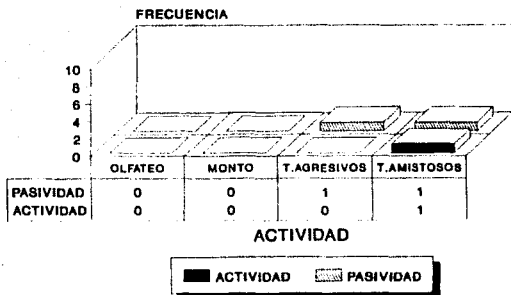 FRECUENCIA
10
8
6
4
2
0
OLFATEO MONTO T.AGRESIVOS T.AMISTOSOS
PASIVIDAD 0 0 1 1
ACTIVIDAD 0 0 0 1
ACTIVIDAD
ACTIVIDAD PASIVIDAD